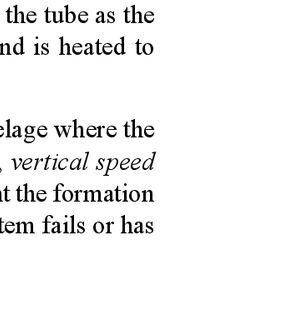 the tube as the
nd is heated to
elage where the
, vertical speed
nt the formation
tem fails or has